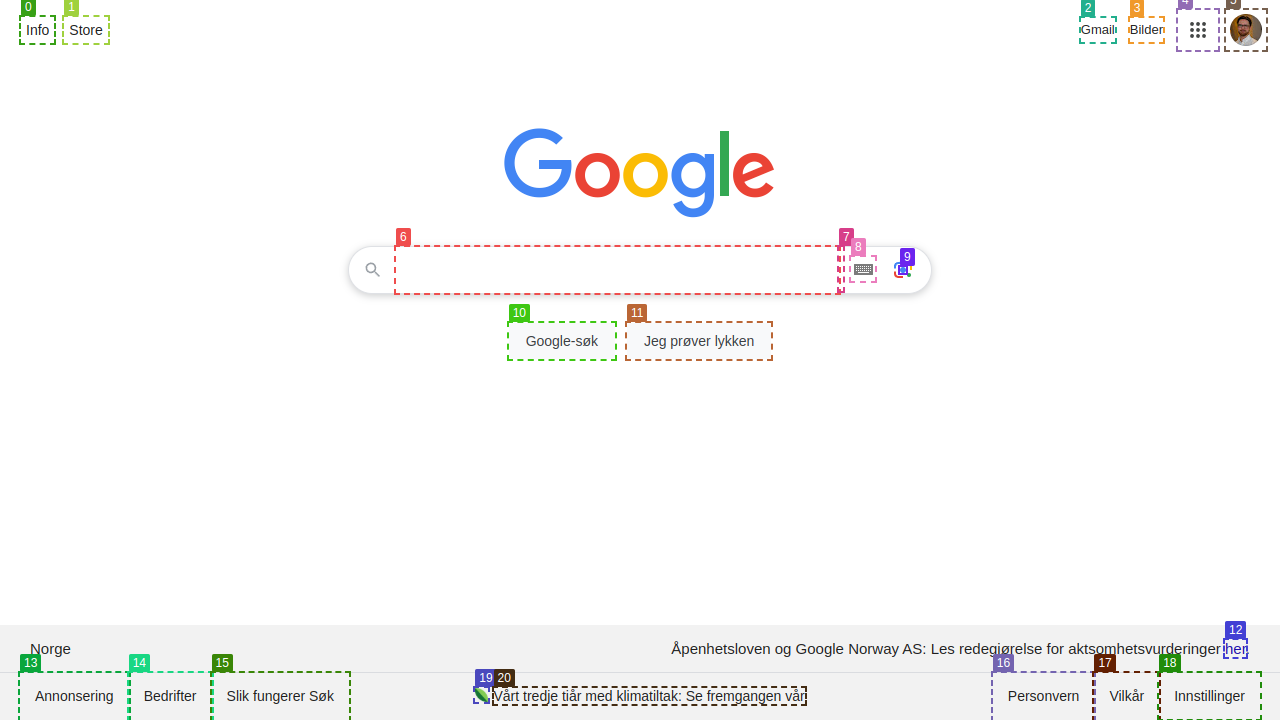 0 1 2 3 4 5
Info Store Gmail Bilder
Google
6 7 8 9
10 11
Google-søk Jeg prøver lykken
12
Norge Åpenhetsloven og Google Norway AS: Les redegjørelse for aktsomhetsvurderinger her.
13 14 15 19 20 16 17 18
Annonsering Bedrifter Slik fungerer Søk Vårt tredje tiår med klimatiltak: Se fremgangen vår Personvern Vilkår Innstillinger